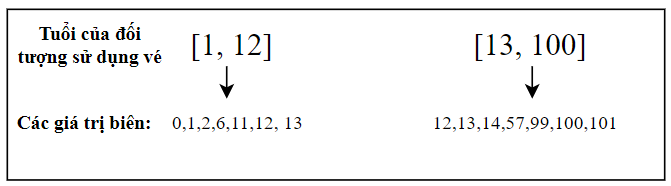 Tuổi của đối
tượng sử dụng vé [1, 12] [13, 100]
Các giá trị biên: 0,1,2,6,11,12, 13 12,13,14,57,99,100,101